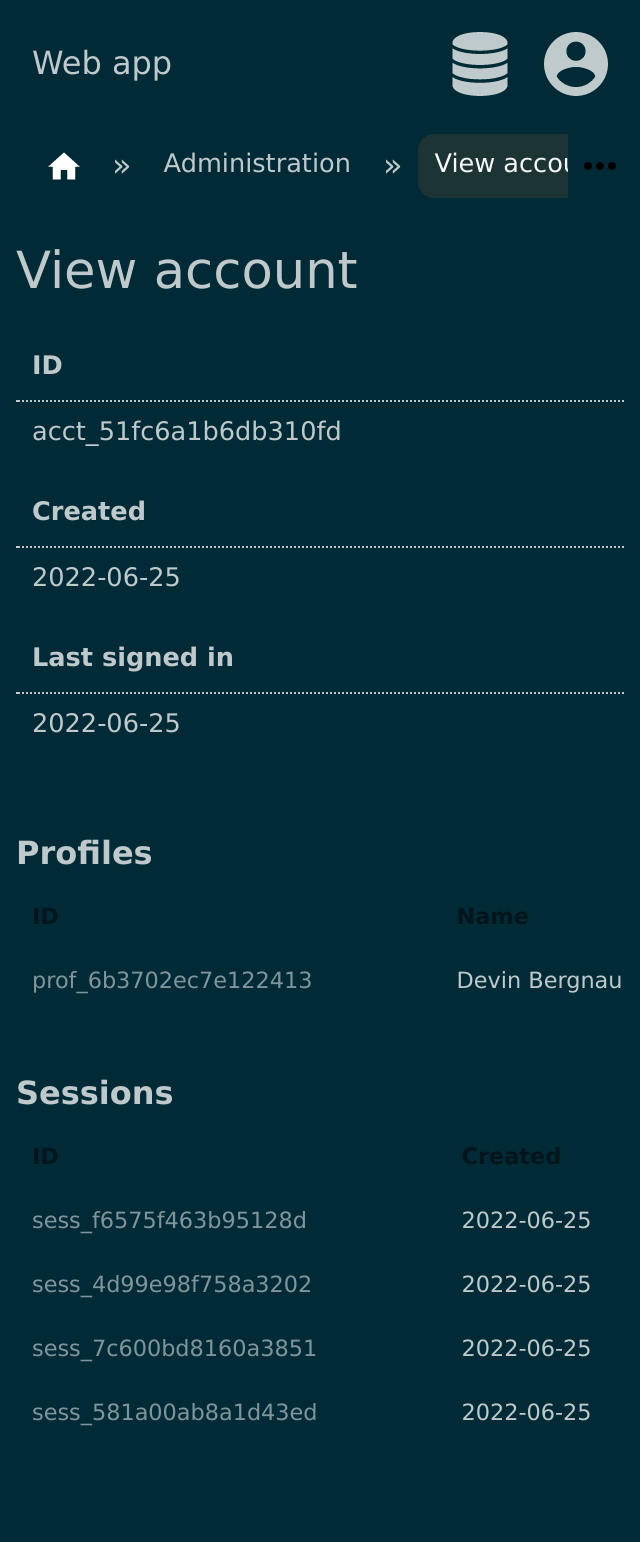 Web app
» Administration » View accou
View account
ID
acct_51fc6a1b6db310fd
Created
2022-06-25
Last signed in
2022-06-25
Profiles
ID Name
prof_6b3702ec7e122413 Devin Bergnau
Sessions
ID Created
sess_f6575f463b95128d 2022-06-25
sess_4d99e98f758a3202 2022-06-25
sess_7c600bd8160a3851 2022-06-25
sess_581a00ab8a1d43ed 2022-06-25